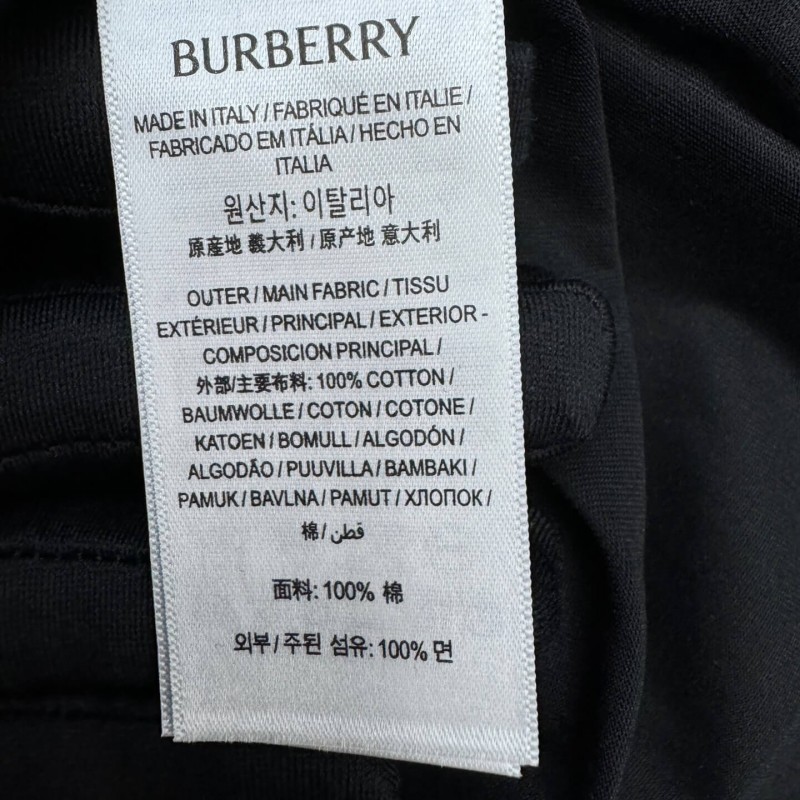 BURBERRY
MADE IN ITALY / FABRIQUÉ EN ITALIE /
FABRICADO EM ITÁLIA / HECHO EN
ITALIA
원산지: 이탈리아
原産地 義大利 / 原产地 意大利
OUTER / MAIN FABRIC / TISSU
EXTÉRIEUR / PRINCIPAL / EXTERIOR -
COMPOSICION PRINCIPAL /
外部/主要布料: 100% COTTON /
BAUMWOLLE / COTON / COTONE /
KATOEN / BOMULL / ALGODÓN /
ALGODÃO / PUUVILLA / BAMBAKI /
PAMUK / BAVLNA / PAMUT / ХЛОПОК /
棉 / قطن
面料: 100% 棉
외부 / 주된 섬유: 100% 면